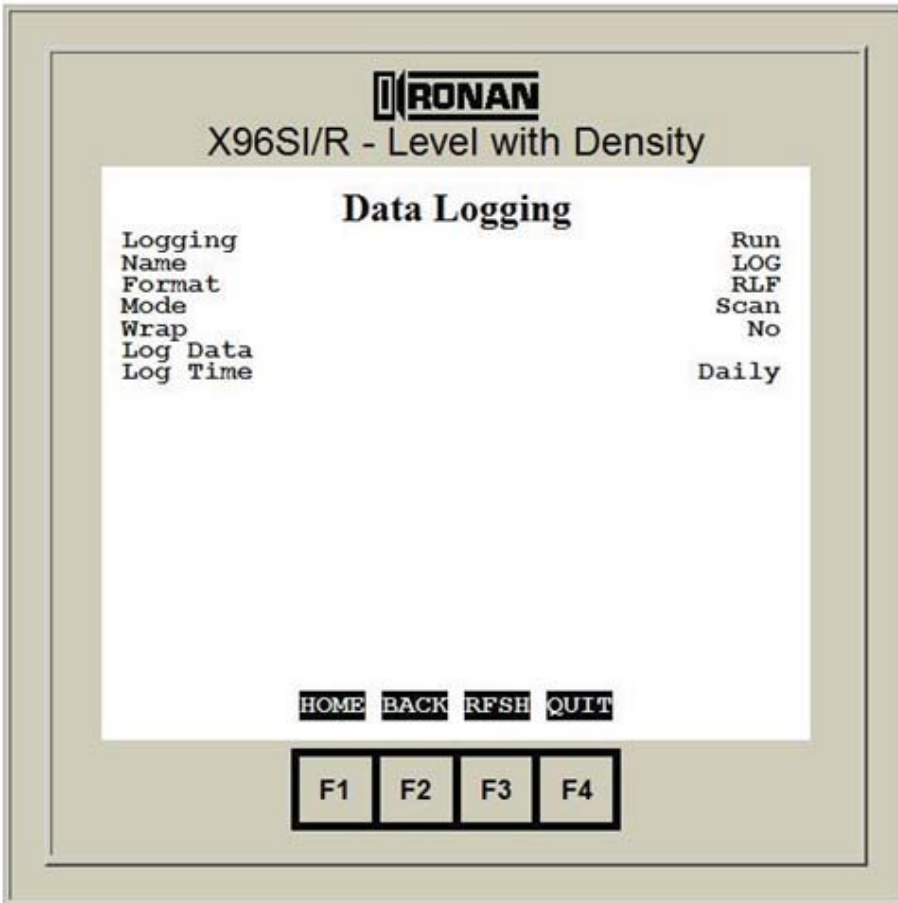 RONAN
X96SI/R - Level with Density
Data Logging
Logging Run
Name LOG
Format RLF
Mode Scan
Wrap No
Log Data
Log Time Daily
HOME BACK RFSH QUIT
F1 F2 F3 F4